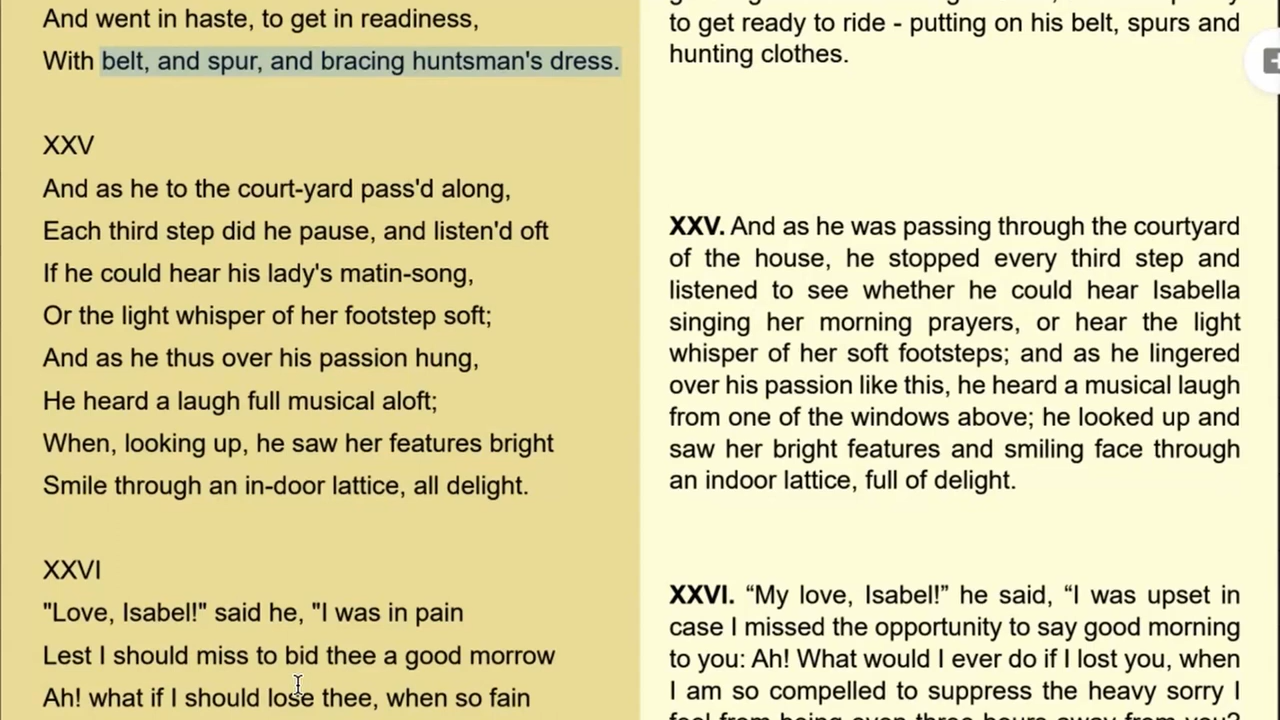 And went in haste, to get in readiness,
With belt, and spur, and bracing huntsman's dress.
XXV
And as he to the court-yard pass'd along,
Each third step did he pause, and listen'd oft
If he could hear his lady's matin-song,
Or the light whisper of her footstep soft;
And as he thus over his passion hung,
He heard a laugh full musical aloft;
When, looking up, he saw her features bright
Smile through an in-door lattice, all delight.
XXVI
"Love, Isabel!" said he, "I was in pain
Lest I should miss to bid thee a good morrow
Ah! what if I should lose thee, when so fain
to get ready to ride - putting on his belt, spurs and
hunting clothes.
XXV. And as he was passing through the courtyard
of the house, he stopped every third step and
listened to see whether he could hear Isabella
singing her morning prayers, or hear the light
whisper of her soft footsteps; and as he lingered
over his passion like this, he heard a musical laugh
from one of the windows above; he looked up and
saw her bright features and smiling face through
an indoor lattice, full of delight.
XXVI. “My love, Isabel!” he said, “I was upset in
case I missed the opportunity to say good morning
to you: Ah! What would I ever do if I lost you, when
I am so compelled to suppress the heavy sorry I
feel from being even three hours away from you?